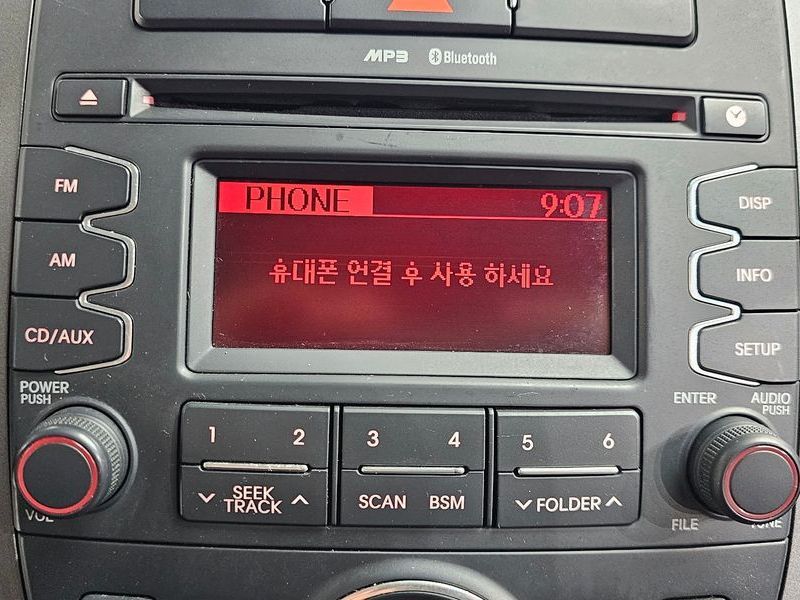 MP3 Bluetooth
FM
AM
CD/AUX
PHONE 9:07
휴대폰 연결 후 사용 하세요
DISP
INFO
SETUP
POWER
PUSH
VOL
1 2
SEEK
TRACK
3 4
SCAN BSM
5 6
FOLDER
ENTER
AUDIO
PUSH
FILE
TUNE